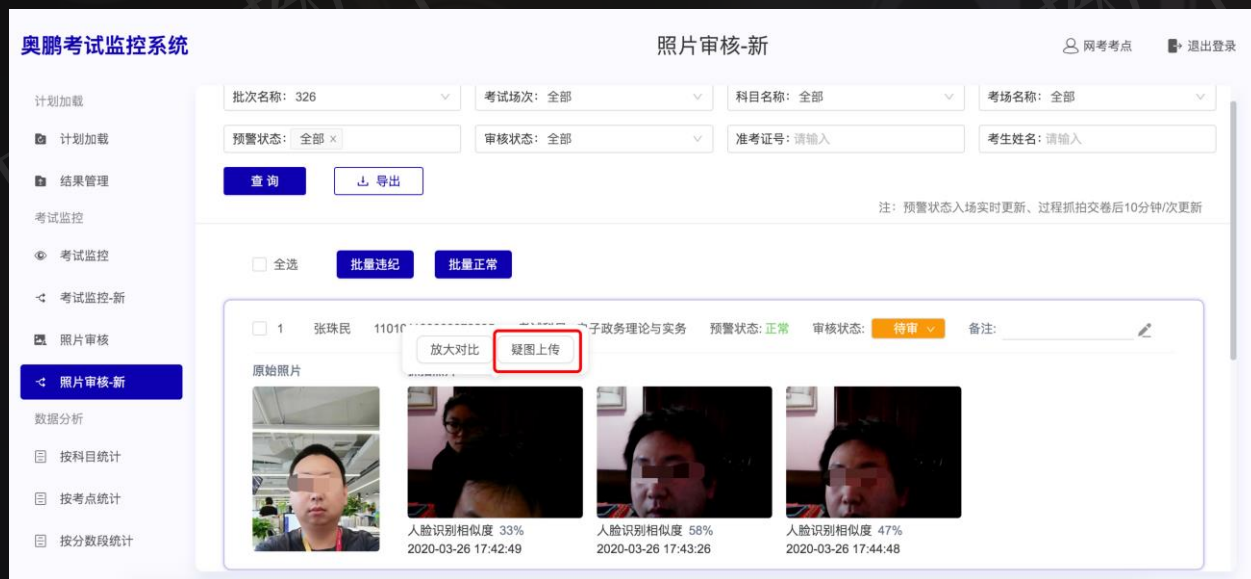 奥鹏考试监控系统
照片审核-新
网考考点
退出登录
计划加载
计划加载
结果管理
考试监控
考试监控
考试监控-新
照片审核
照片审核-新
数据分析
按科目统计
按考点统计
按分数段统计
批次名称: 326 考试场次: 全部 科目名称: 全部 考场名称: 全部
预警状态: 全部 × 审核状态: 全部 准考证号: 请输入 考生姓名: 请输入
查询 导出
注: 预警状态入场实时更新、过程抓拍交卷后10分钟/次更新
全选 批量违纪 批量正常
1 张珠民 子政务理论与实务 预警状态: 正常 审核状态: 待审 备注:
放大对比 疑图上传
原始照片
人脸识别相似度 33% 人脸识别相似度 58% 人脸识别相似度 47%
2020-03-26 17:42:49 2020-03-26 17:43:26 2020-03-26 17:44:48